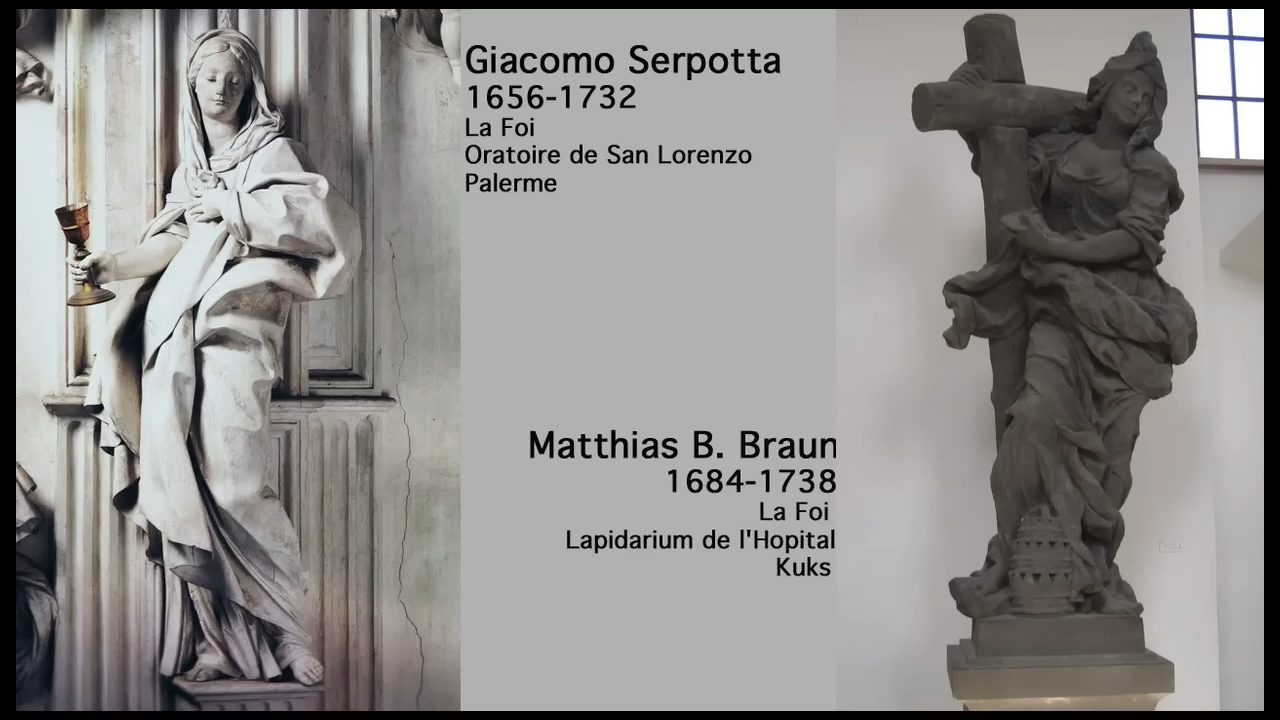 Giacomo Serpotta
1656-1732
La Foi
Oratoire de San Lorenzo
Palerme
Matthias B. Braun
1684-1738
La Foi
Lapidarium de l'Hopital
Kuks